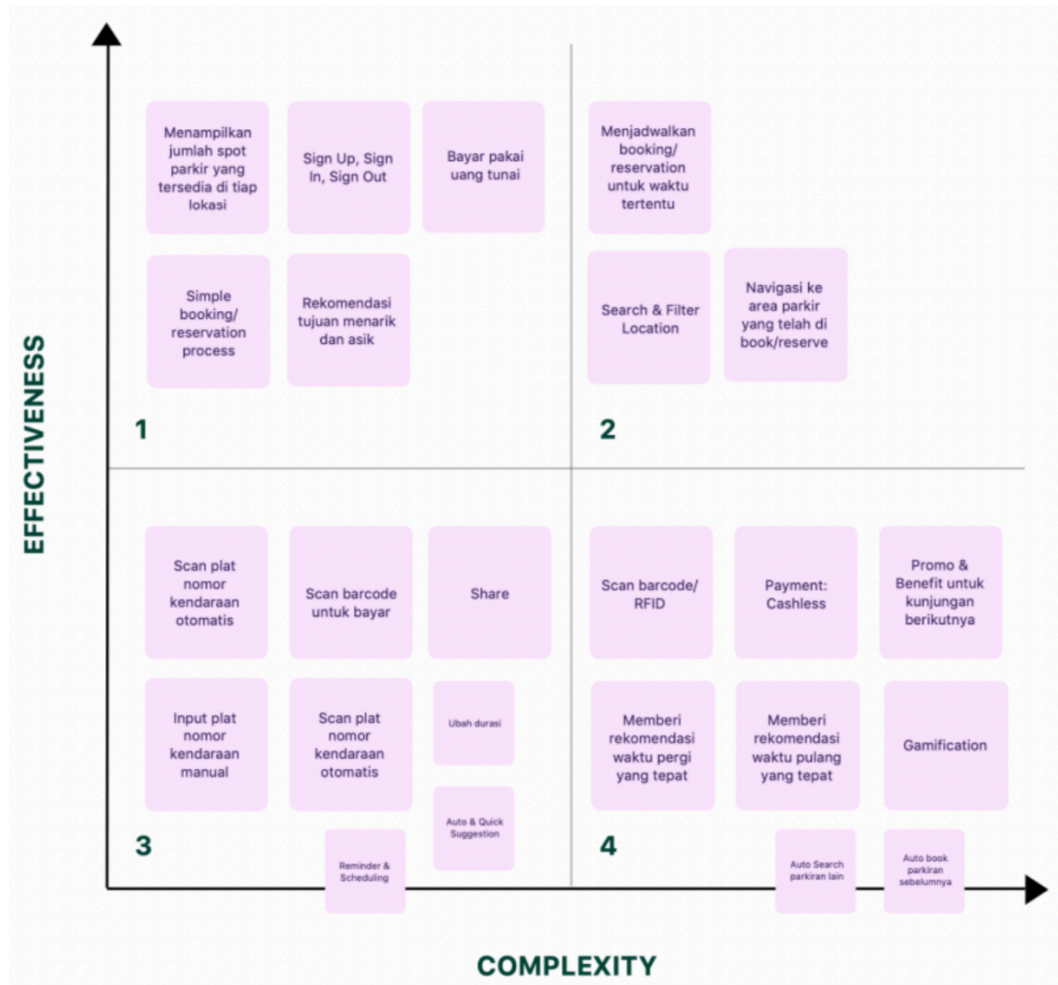 Menampilkan
jumlah spot
parkir yang
tersedia di tiap
lokasi
Sign Up, Sign
In, Sign Out
Bayar pakai
uang tunai
Menjadwalkan
booking/
reservation
untuk waktu
tertentu
Simple
booking/
reservation
process
Rekomendasi
tujuan menarik
dan asik
Search & Filter
Location
Navigasi ke
area parkir
yang telah di
book/reserve
EFFECTIVENESS
1
2
Scan plat
nomor
kendaraan
otomatis
Scan barcode
untuk bayar
Share
Scan barcode/
RFID
Payment:
Cashless
Promo &
Benefit untuk
kunjungan
berikutnya
Input plat
nomor
kendaraan
manual
Scan plat
nomor
kendaraan
otomatis
Ubah durasi
Memberi
rekomendasi
waktu pergi
yang tepat
Memberi
rekomendasi
waktu pulang
yang tepat
Gamification
Auto & Quick
Suggestion
3
4
Reminder &
Scheduling
Auto Search
parkiran lain
Auto book
parkiran
sebelumnya
COMPLEXITY